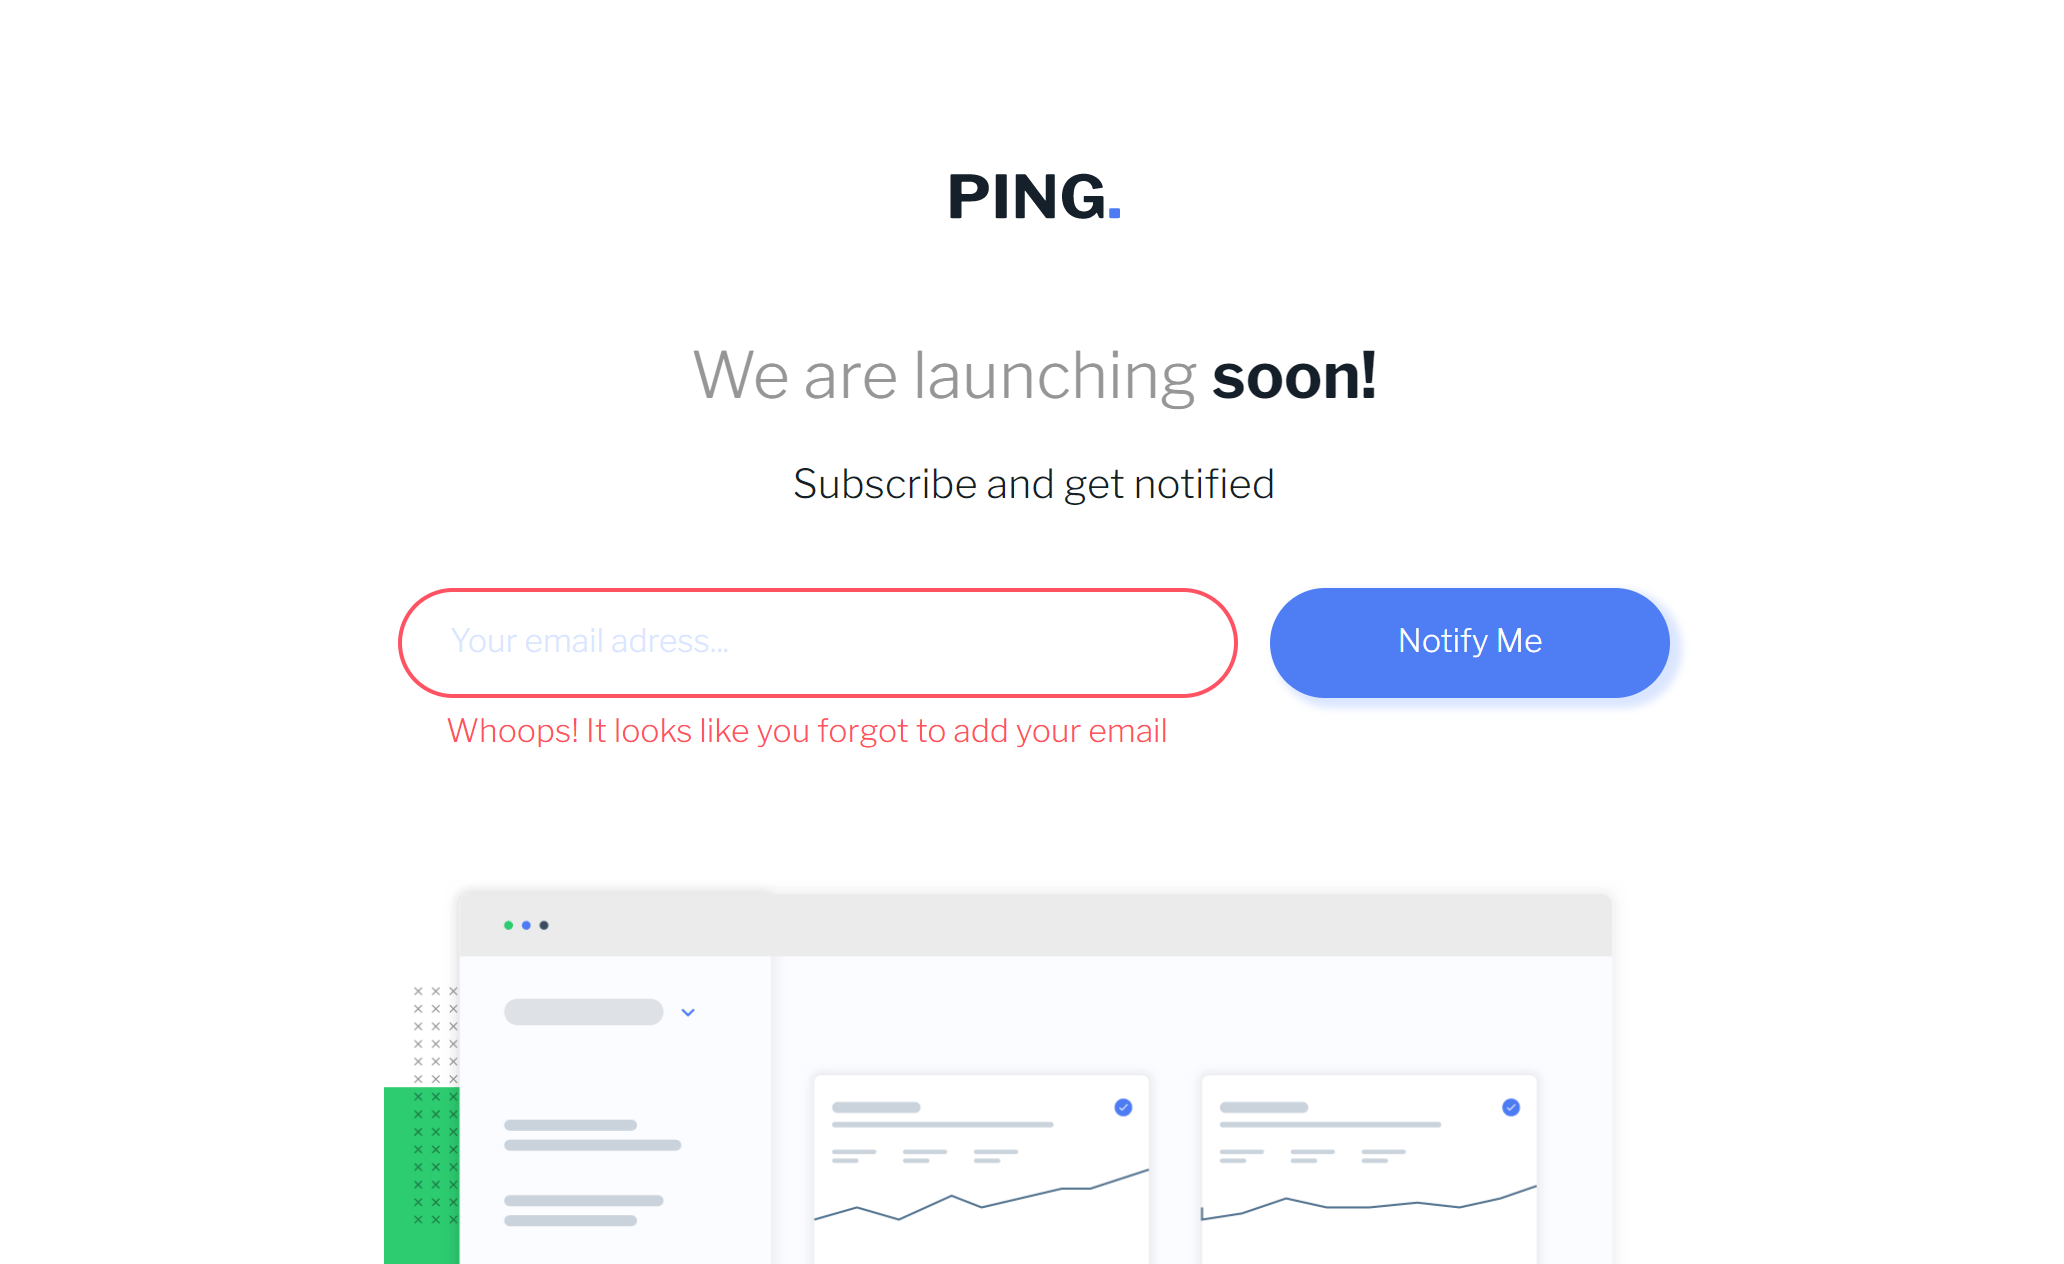 PING.
We are launching soon!
Subscribe and get notified
Your email adress...
Notify Me
Whoops! It looks like you forgot to add your email